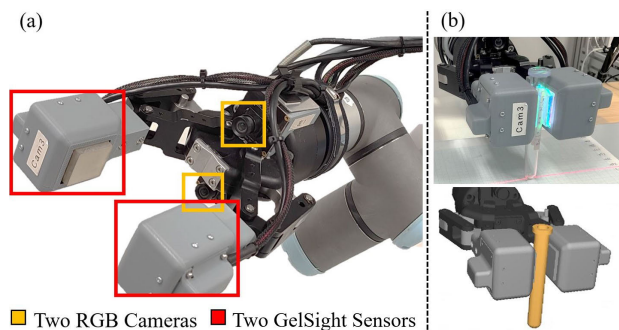 (a)
(b)
Cam3
Cam3
Two RGB Cameras
Two GelSight Sensors